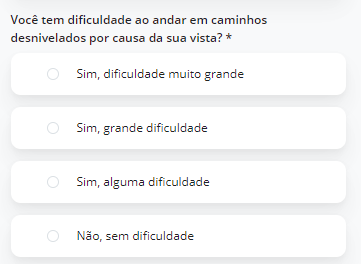 Você tem dificuldade ao andar em caminhos
desnivelados por causa da sua vista? *
Sim, dificuldade muito grande
Sim, grande dificuldade
Sim, alguma dificuldade
Não, sem dificuldade